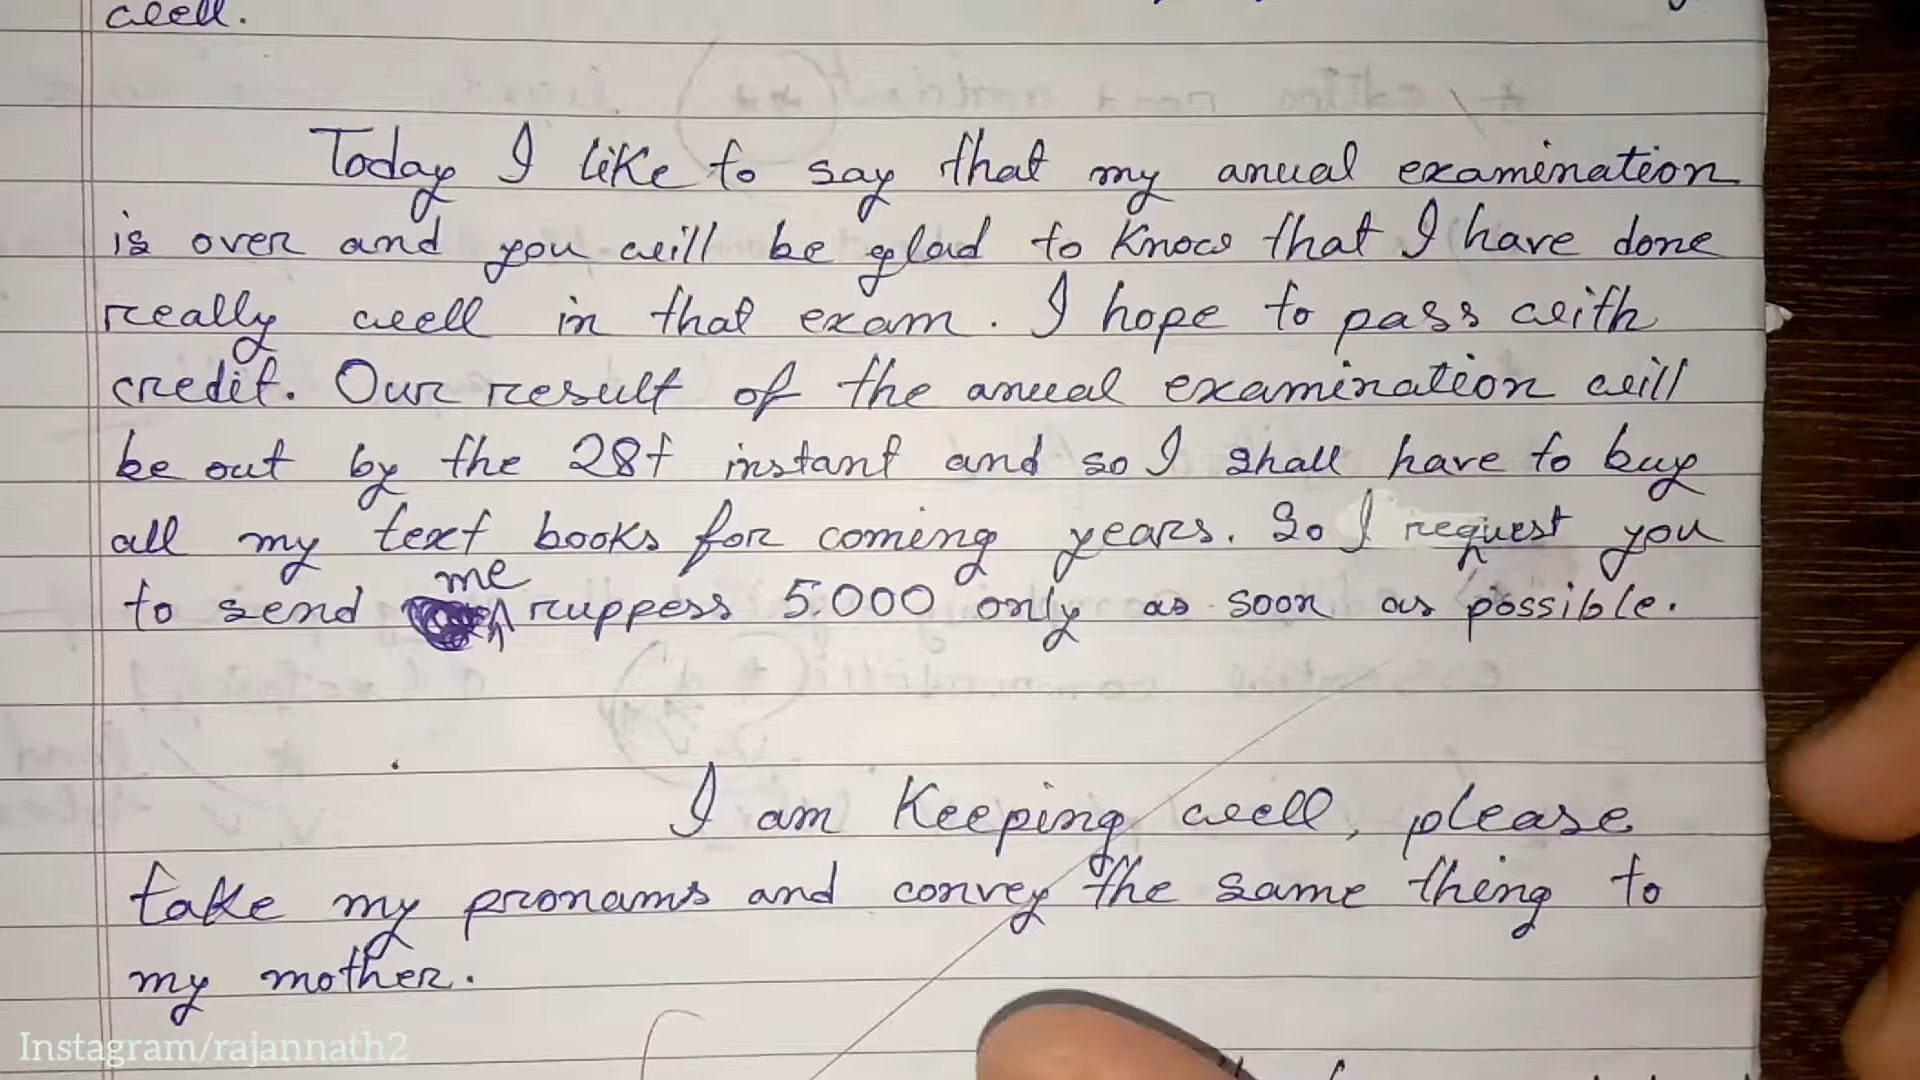 well.
Today I like to say that my anual examination
is over and you will be glad to know that I have done
really well in that exam. I hope to pass with
credit. Our result of the anual examination will
be out by the 28t instant and so I shall have to buy
all my text books for coming years. So I request you
me
to send ruppess 5.000 only as soon as possible.
I am Keeping well, please
take my pronams and convey the same thing to
my mother.
Instagram/rajannath2